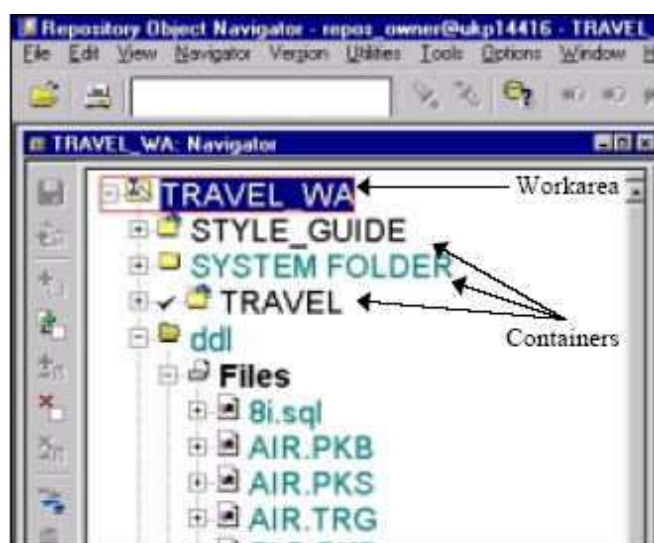 Repository Object Navigator - repos_owner@ukp14416 - TRAVEL_
File Edit View Navigator Version Utilities Tools Options Window H
TRAVEL_WA: Navigator
TRAVEL_WA
Workarea
STYLE_GUIDE
SYSTEM FOLDER
TRAVEL
Containers
ddl
Files
8i.sql
AIR.PKB
AIR.PKS
AIR.TRG